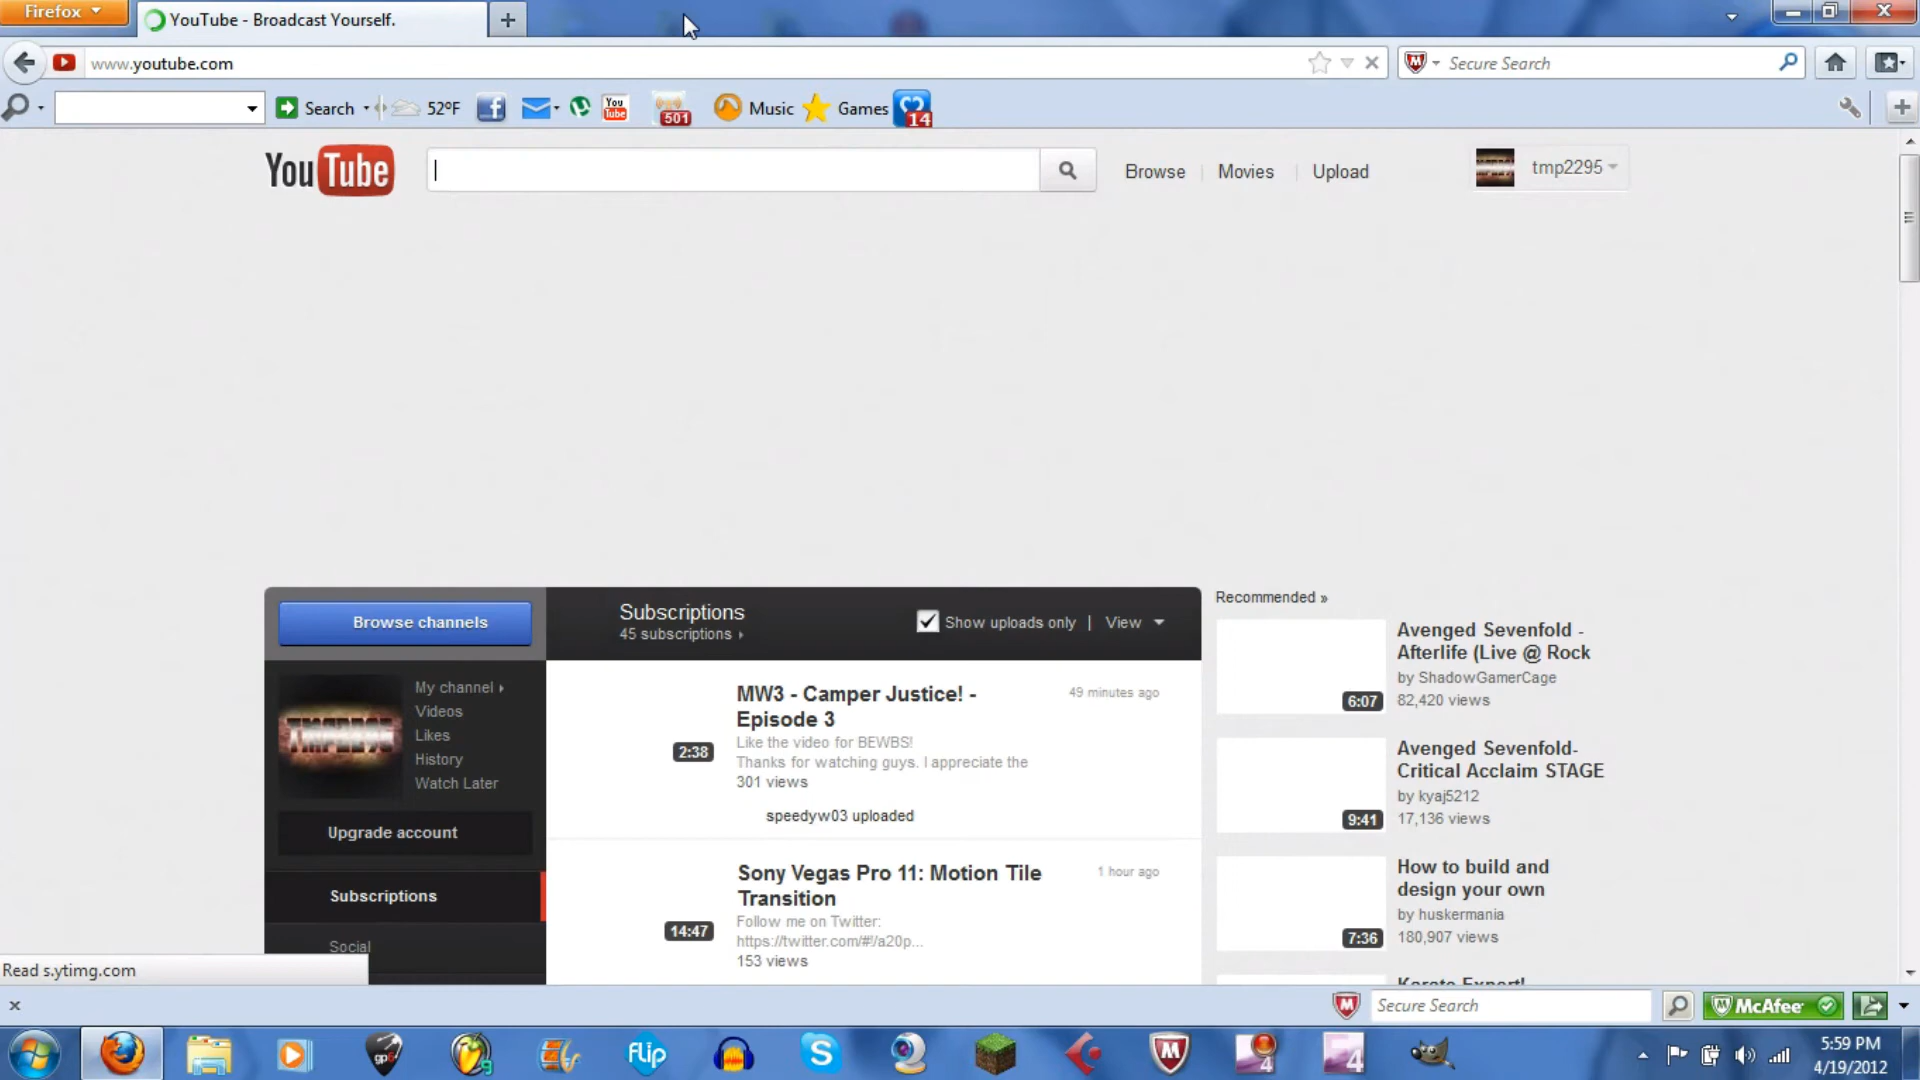 Firefox
YouTube - Broadcast Yourself.
www.youtube.com
Secure Search
Search
52°F
You
Tube
501
Music
Games
14
YouTube
Browse
Movies
Upload
tmp2295
Browse channels
Subscriptions
45 subscriptions
Show uploads only | View
Recommended »
My channel
Videos
Likes
History
Watch Later
Upgrade account
Subscriptions
Social
MW3 - Camper Justice! -
Episode 3
49 minutes ago
Like the video for BEWBS!
Thanks for watching guys. I appreciate the
301 views
2:38
speedyw03 uploaded
Sony Vegas Pro 11: Motion Tile
Transition
1 hour ago
Follow me on Twitter:
https://twitter.com/#!/a20p...
153 views
14:47
Avenged Sevenfold -
Afterlife (Live @ Rock
by ShadowGamerCage
82,420 views
6:07
Avenged Sevenfold-
Critical Acclaim STAGE
by kyaj5212
17,136 views
9:41
How to build and
design your own
by huskermania
180,907 views
7:36
Karate Expert!
Read s.ytimg.com
Secure Search
McAfee
gp6
flip
4
4
5:59 PM
4/19/2012